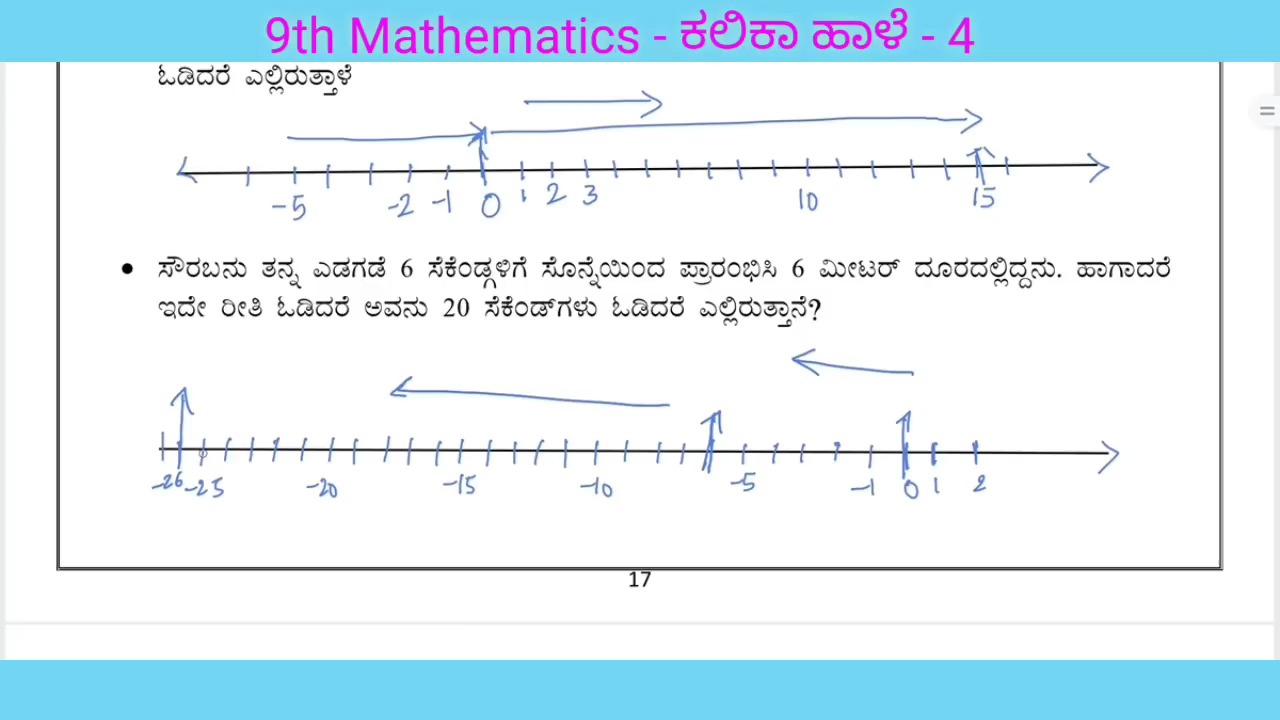 9th Mathematics - ಕಲಿಕಾ ಹಾಳೆ - 4
ಓಡಿದರೆ ಎಲ್ಲಿರುತ್ತಾಳೆ
-5 -2 -1 0 1 2 3 10 15
• ಸೌರಬನು ತನ್ನ ಎಡಗಡೆ 6 ಸೆಕೆಂಡ್ಗಳಿಗೆ ಸೊನ್ನೆಯಿಂದ ಪ್ರಾರಂಭಿಸಿ 6 ಮೀಟರ್ ದೂರದಲ್ಲಿದ್ದನು. ಹಾಗಾದರೆ
ಇದೇ ರೀತಿ ಓಡಿದರೆ ಅವನು 20 ಸೆಕೆಂಡ್‌ಗಳು ಓಡಿದರೆ ಎಲ್ಲಿರುತ್ತಾನೆ?
-26 -25 -20 -15 -10 -5 -1 0 1 2
17